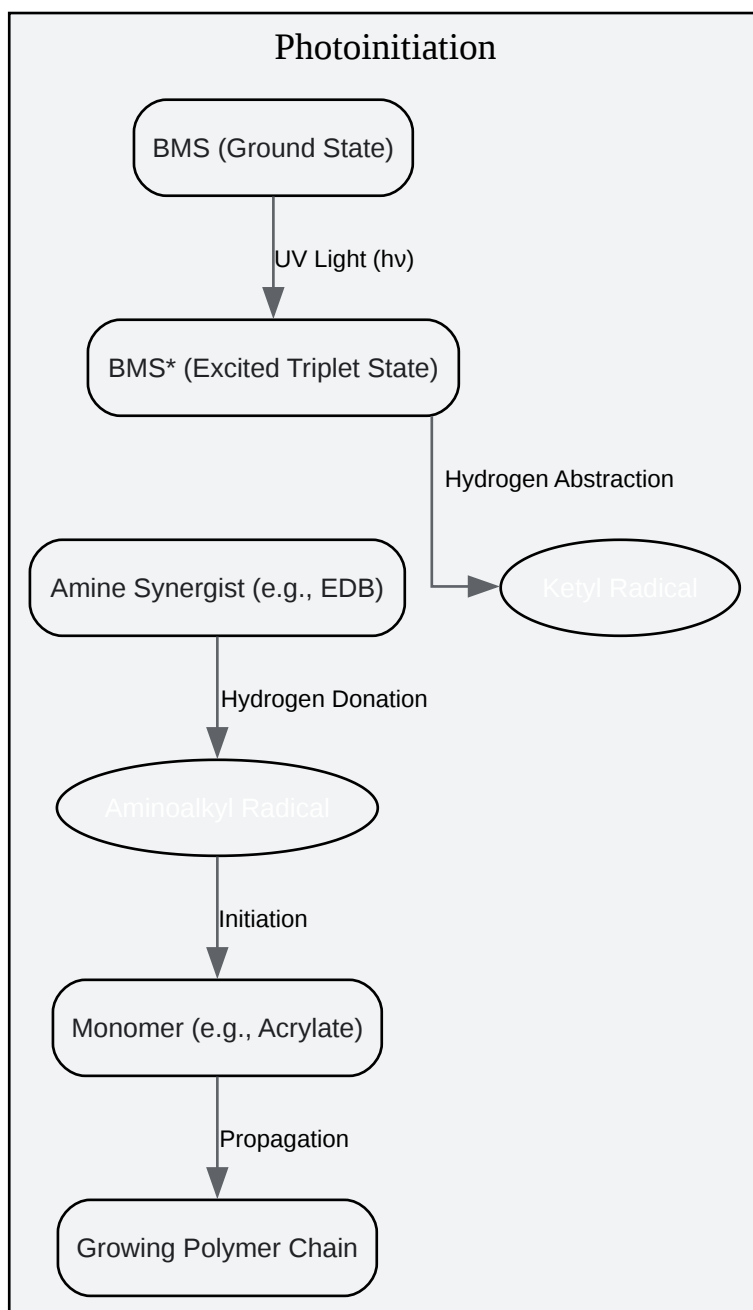 Photoinitiation
BMS (Ground State)
UV Light (hν)
BMS* (Excited Triplet State)
Hydrogen Abstraction
Amine Synergist (e.g., EDB)
Ketyl Radical
Hydrogen Donation
Aminoalkyl Radical
Initiation
Monomer (e.g., Acrylate)
Propagation
Growing Polymer Chain